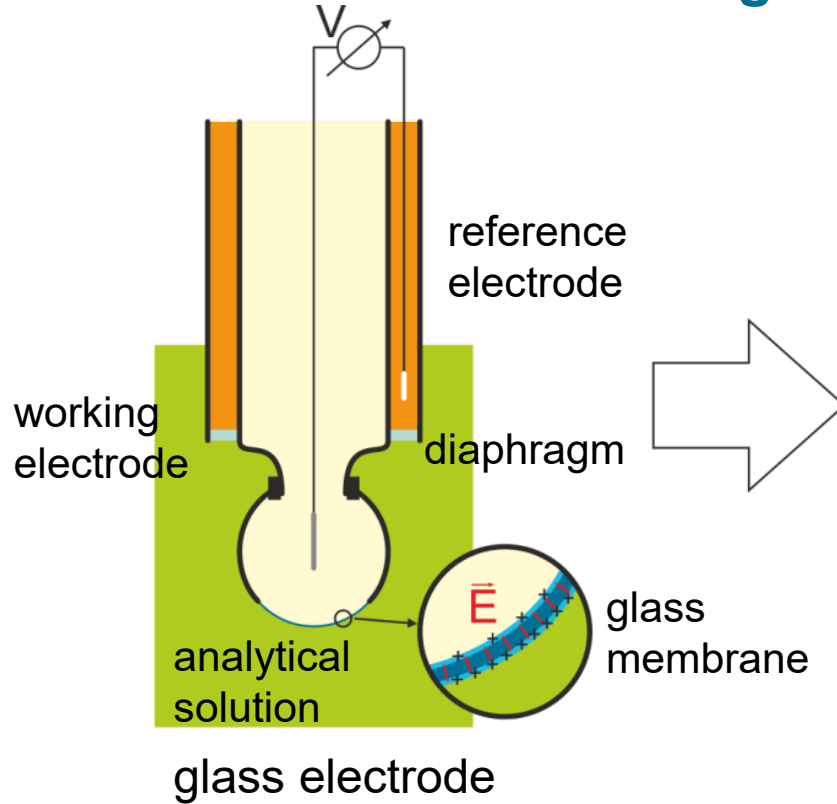 g
V
reference
electrode
working
electrode
diaphragm
E
glass
membrane
analytical
solution
glass electrode